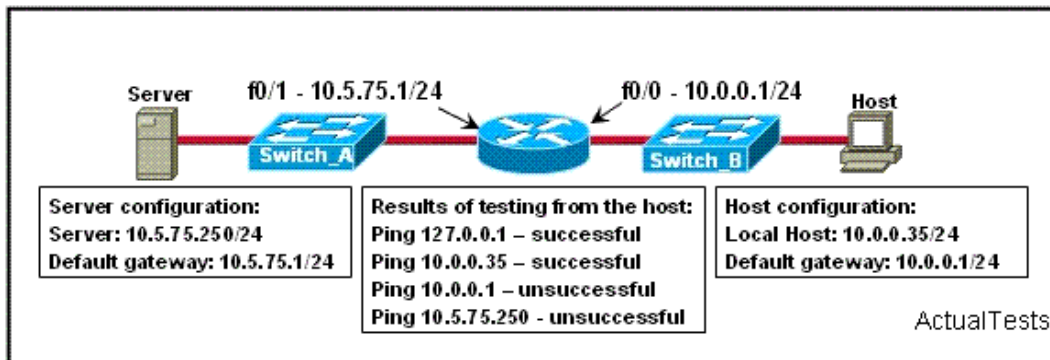 f0/1 - 10.5.75.1/24
f0/0 - 10.0.0.1/24
Server
Host
Switch_A
Switch_B
Server configuration:
Server: 10.5.75.250/24
Default gateway: 10.5.75.1/24
Results of testing from the host:
Ping 127.0.0.1 – successful
Ping 10.0.0.35 – successful
Ping 10.0.0.1 – unsuccessful
Ping 10.5.75.250 - unsuccessful
Host configuration:
Local Host: 10.0.0.35/24
Default gateway: 10.0.0.1/24
ActualTests